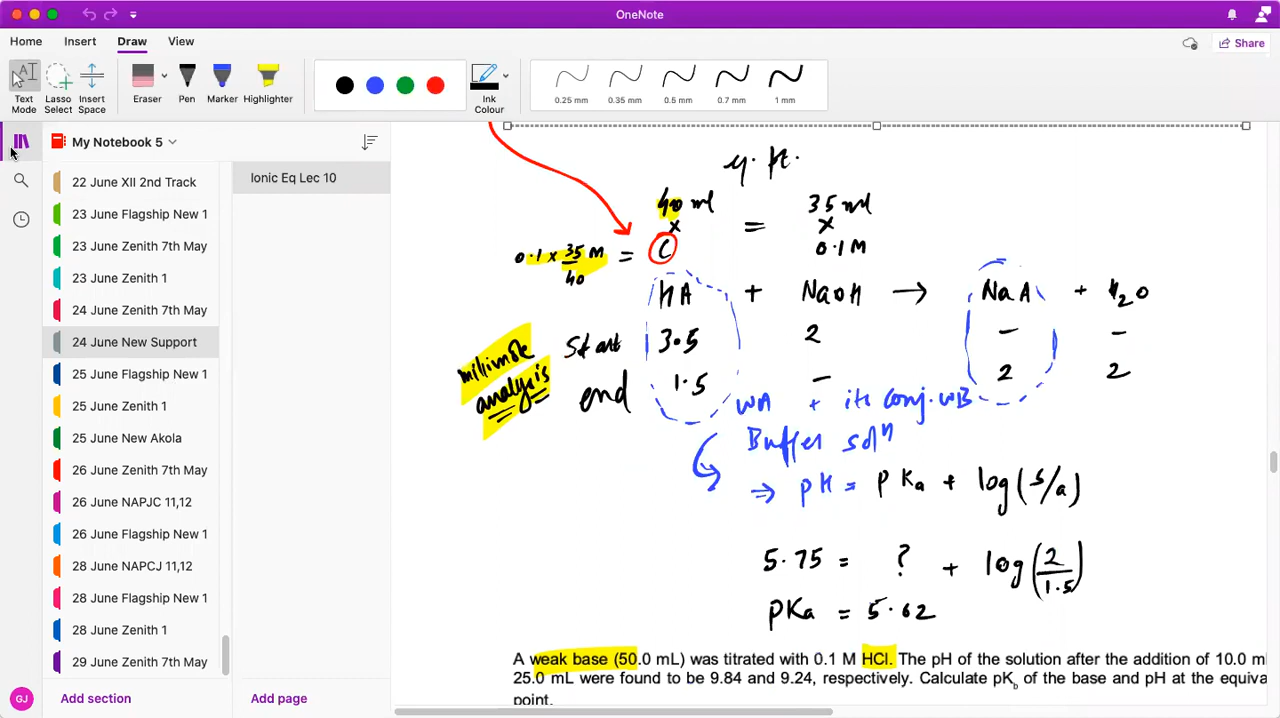 OneNote
Home Insert Draw View
Share
Text Mode
Lasso Select
Insert Space
Eraser
Pen
Marker
Highlighter
Ink Colour
0.25 mm 0.35 mm 0.5 mm 0.7 mm 1 mm
My Notebook 5
22 June XII 2nd Track
23 June Flagship New 1
23 June Zenith 7th May
23 June Zenith 1
24 June Zenith 7th May
24 June New Support
25 June Flagship New 1
25 June Zenith 1
25 June New Akola
26 June Zenith 7th May
26 June NAPJC 11,12
26 June Flagship New 1
28 June NAPCJ 11,12
28 June Flagship New 1
28 June Zenith 1
29 June Zenith 7th May
GJ
Add section
Ionic Eq Lec 10
Add page
eq. pt.
40 ml 35 ml
x = x
0.1 x 35/40 M = C 0.1 M
HA + NaOH → NaA + H2O
millimole analysis
Start 3.5 2 - -
end 1.5 - 2 2
WA + its conj. WB
Buffer solⁿ
⇒ pH = pKa + log(s/a)
5.75 = ? + log(2/1.5)
pKa = 5.62
A weak base (50.0 mL) was titrated with 0.1 M HCl. The pH of the solution after the addition of 10.0 ml
25.0 mL were found to be 9.84 and 9.24, respectively. Calculate pKb of the base and pH at the equiva
point.